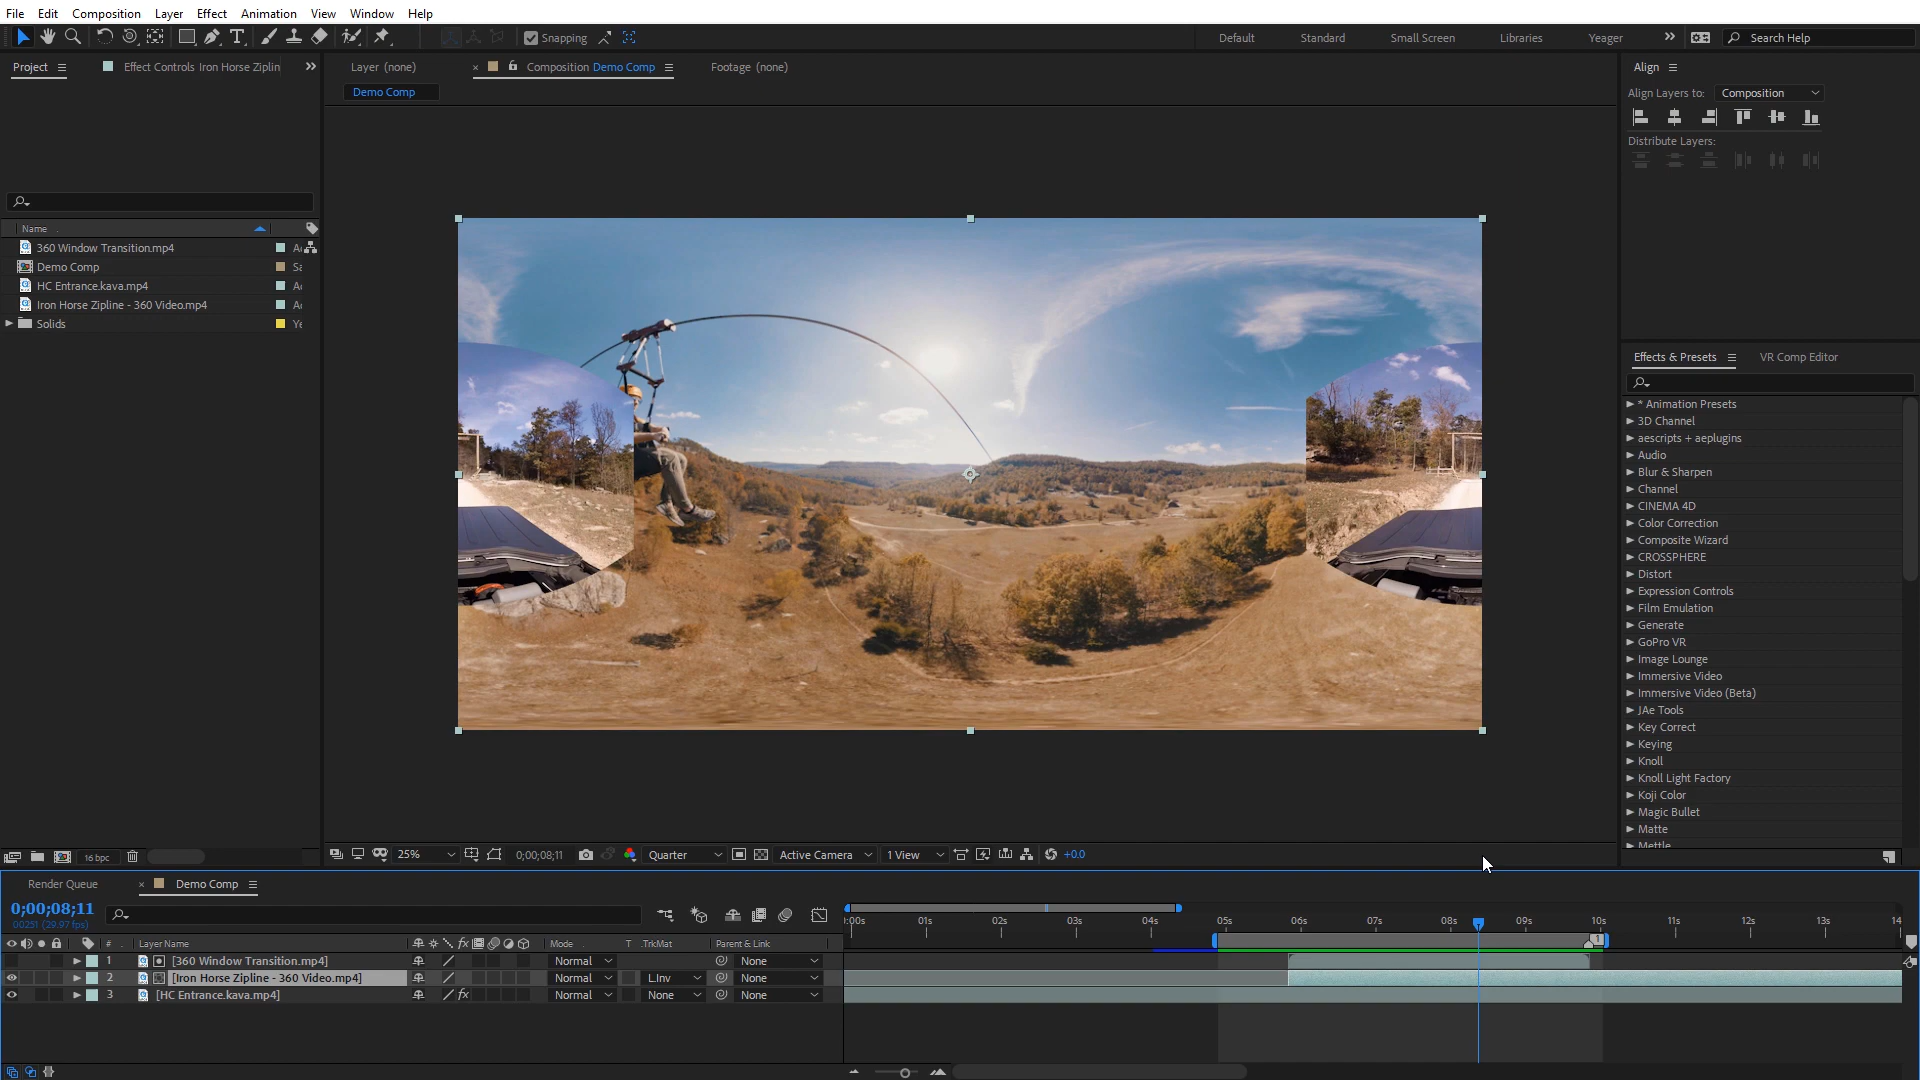 File Edit Composition Layer Effect Animation View Window Help
Snapping
Default Standard Small Screen Libraries Yeager Search Help
Project Effect Controls Iron Horse Ziplin
Layer (none) Composition Demo Comp Footage (none)
Demo Comp
Align
Align Layers to: Composition
Distribute Layers:
Name
360 Window Transition.mp4
Demo Comp
HC Entrance.kava.mp4
Iron Horse Zipline - 360 Video.mp4
Solids
Effects & Presets VR Comp Editor
* Animation Presets
3D Channel
aescripts + aeplugins
Audio
Blur & Sharpen
Channel
CINEMA 4D
Color Correction
Composite Wizard
CROSSPHERE
Distort
Expression Controls
Film Emulation
Generate
GoPro VR
Image Lounge
Immersive Video
Immersive Video (Beta)
JAe Tools
Key Correct
Keying
Knoll
Knoll Light Factory
Koji Color
Magic Bullet
Matte
Mettle
16 bpc
25% 0;00;08;11 Quarter Active Camera 1 View +0.0
Render Queue Demo Comp
0;00;08;11
00251 (29.97 fps)
:00s 01s 02s 03s 04s 05s 06s 07s 08s 09s 10s 11s 12s 13s 14
# Layer Name Mode T .TrkMat Parent & Link
1 [360 Window Transition.mp4] Normal None
2 [Iron Horse Zipline - 360 Video.mp4] Normal L.Inv None
3 [HC Entrance.kava.mp4] Normal None None